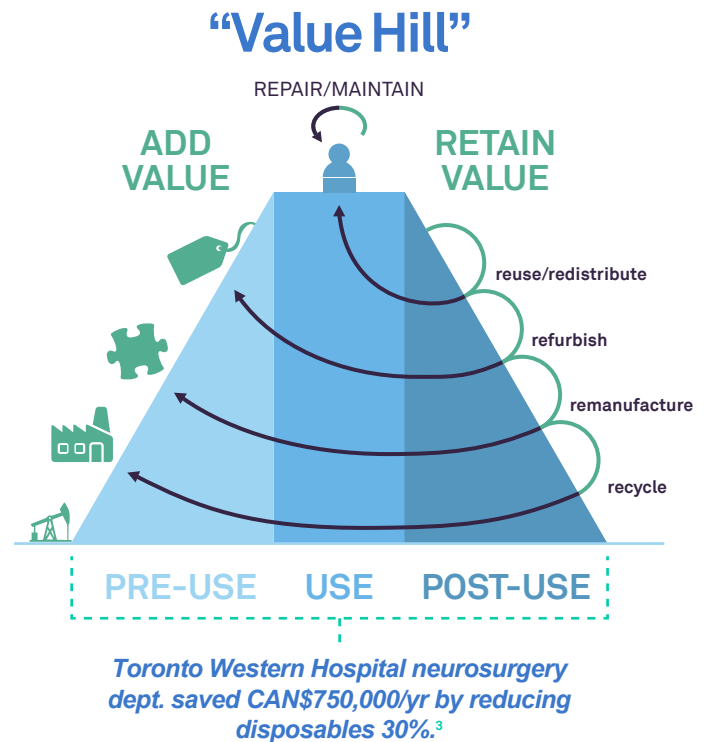 “Value Hill”
REPAIR/MAINTAIN
ADD
VALUE
RETAIN
VALUE
reuse/redistribute
refurbish
remanufacture
recycle
PRE-USE USE POST-USE
Toronto Western Hospital neurosurgery
dept. saved CAN$750,000/yr by reducing
disposables 30%.³